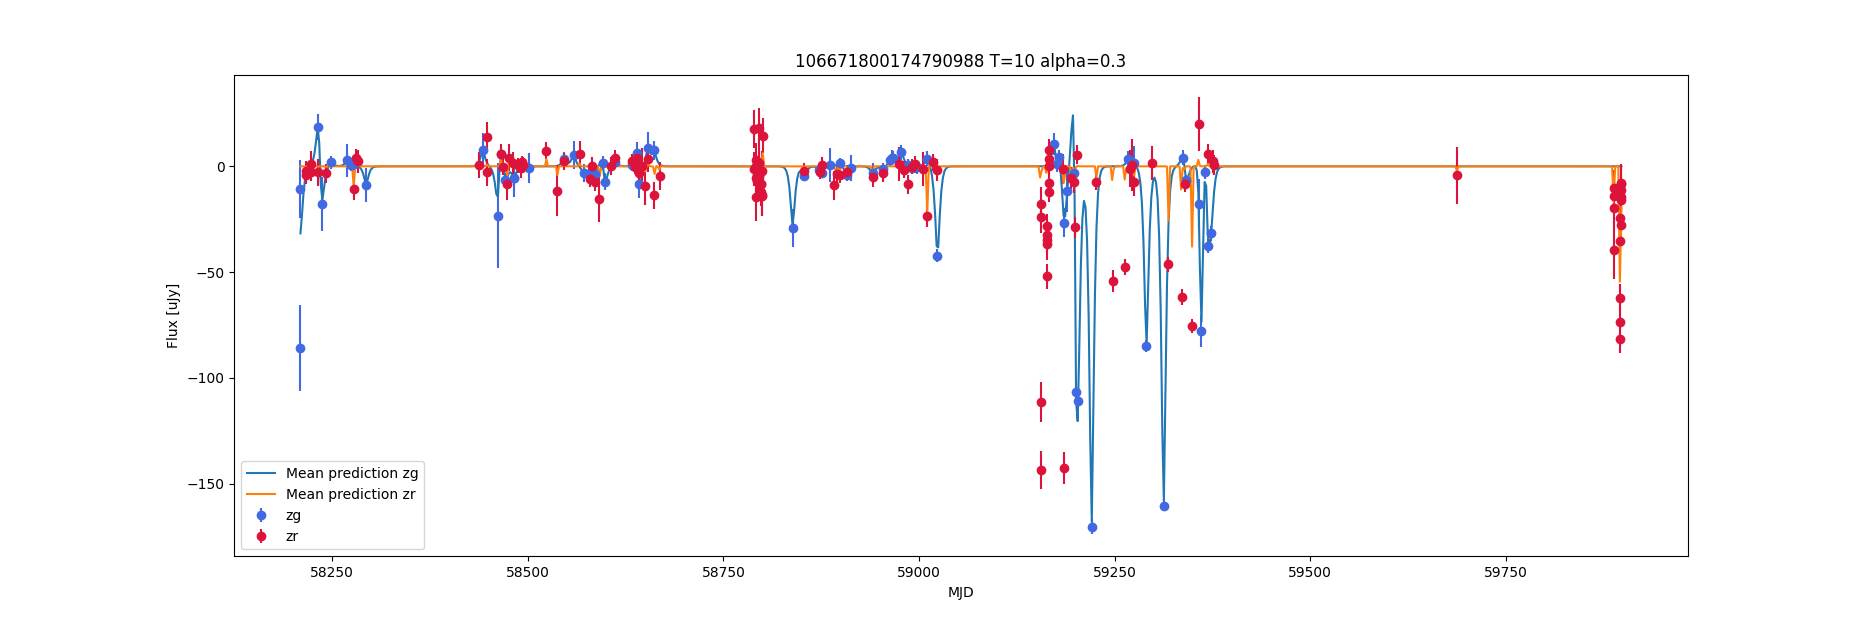 106671800174790988 T=10 alpha=0.3
0
−50
−100
−150
Flux [uJy]
Mean prediction zg
Mean prediction zr
zg
zr
58250 58500 58750 59000 59250 59500 59750
MJD